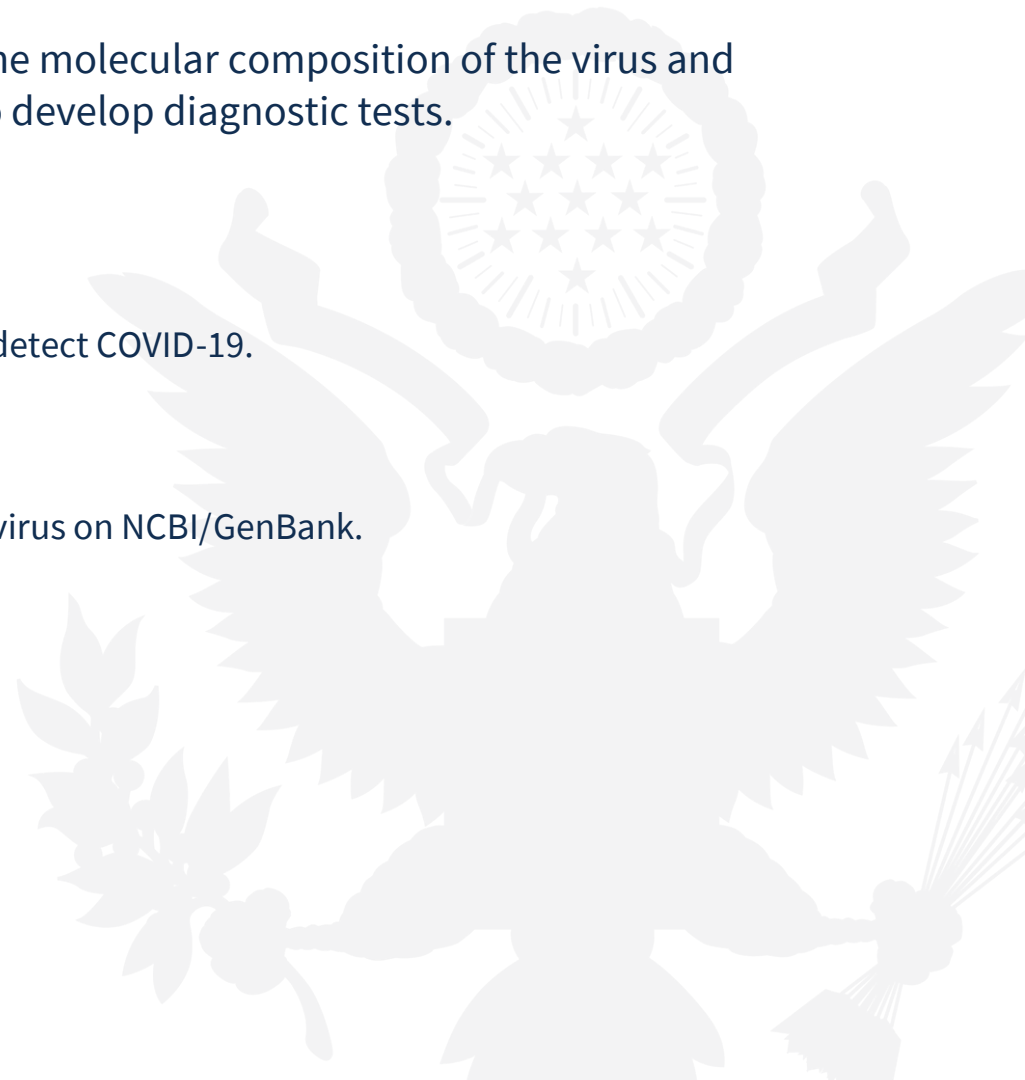 he molecular composition of the virus and
develop diagnostic tests.
detect COVID-19.
virus on NCBI/GenBank.